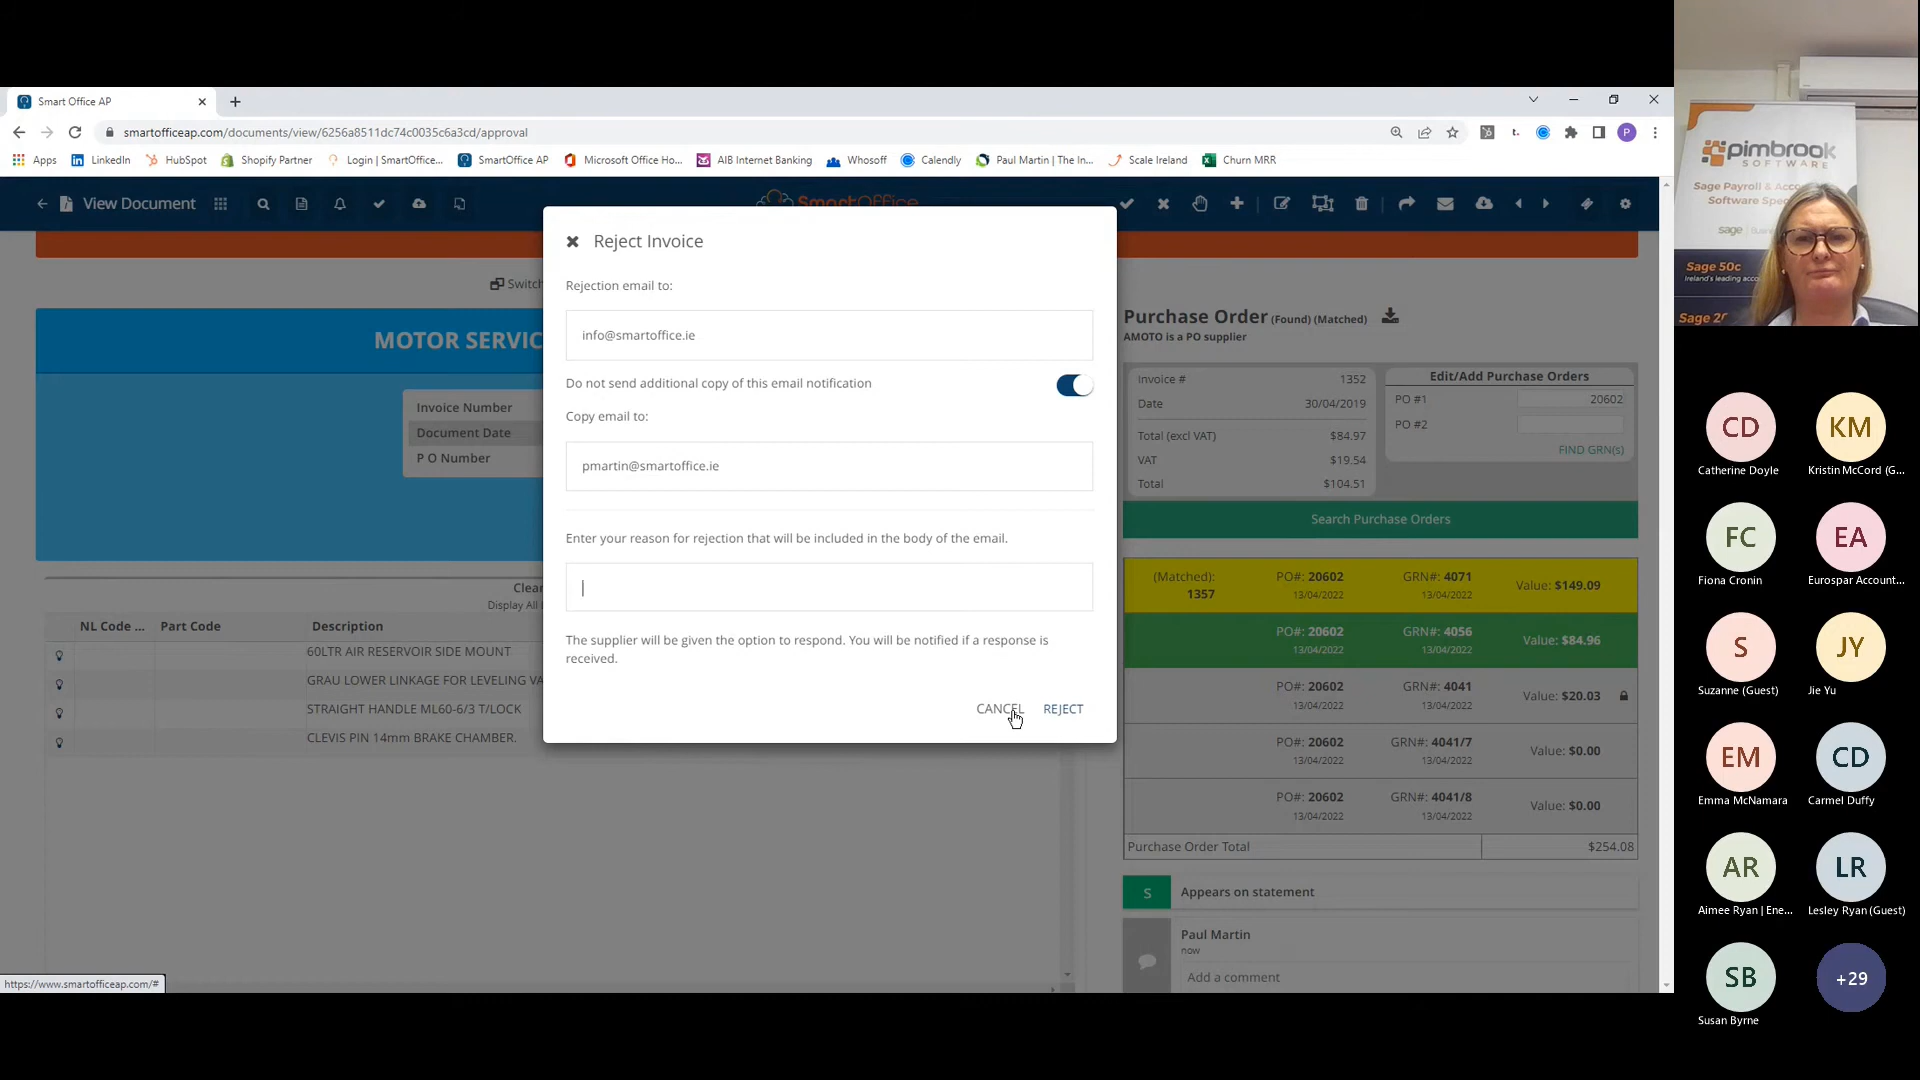 Smart Office AP
smartofficeap.com/documents/view/6256a8511dc74c0035c6a3cd/approval
P
Apps
LinkedIn
HubSpot
Shopify Partner
Login | SmartOffice...
SmartOffice AP
Microsoft Office Ho...
AIB Internet Banking
Whosoff
Calendly
Paul Martin | The In...
Scale Ireland
Churn MRR
View Document
SmartOffice
Switch
MOTOR SERVIC
Invoice Number
Document Date
P O Number
Clear
Display All
NL Code ... Part Code Description
60LTR AIR RESERVOIR SIDE MOUNT
GRAU LOWER LINKAGE FOR LEVELING VA
STRAIGHT HANDLE ML60-6/3 T/LOCK
CLEVIS PIN 14mm BRAKE CHAMBER.
https://www.smartofficeap.com/#
Reject Invoice
Rejection email to:
info@smartoffice.ie
Do not send additional copy of this email notification
Copy email to:
pmartin@smartoffice.ie
Enter your reason for rejection that will be included in the body of the email.
The supplier will be given the option to respond. You will be notified if a response is
received.
CANCEL REJECT
Purchase Order (Found) (Matched)
AMOTO is a PO supplier
Invoice # 1352
Date 30/04/2019
Total (excl VAT) $84.97
VAT $19.54
Total $104.51
Edit/Add Purchase Orders
PO #1 20602
PO #2
FIND GRN(s)
Search Purchase Orders
(Matched): PO#: 20602 GRN#: 4071 Value: $149.09
1357 13/04/2022 13/04/2022
PO#: 20602 GRN#: 4056 Value: $84.96
13/04/2022 13/04/2022
PO#: 20602 GRN#: 4041 Value: $20.03
13/04/2022 13/04/2022
PO#: 20602 GRN#: 4041/7 Value: $0.00
13/04/2022 13/04/2022
PO#: 20602 GRN#: 4041/8 Value: $0.00
13/04/2022 13/04/2022
Purchase Order Total $254.08
S Appears on statement
Paul Martin
now
Add a comment
pimbrook
SOFTWARE
Sage Payroll & Acco
Software Spec
sage
Sage 50c
Ireland's leading acco
Sage 20
CD
Catherine Doyle
KM
Kristin McCord (G...
FC
Fiona Cronin
EA
Eurospar Account...
S
Suzanne (Guest)
JY
Jie Yu
EM
Emma McNamara
CD
Carmel Duffy
AR
Aimee Ryan | Ene...
LR
Lesley Ryan (Guest)
SB
Susan Byrne
+29